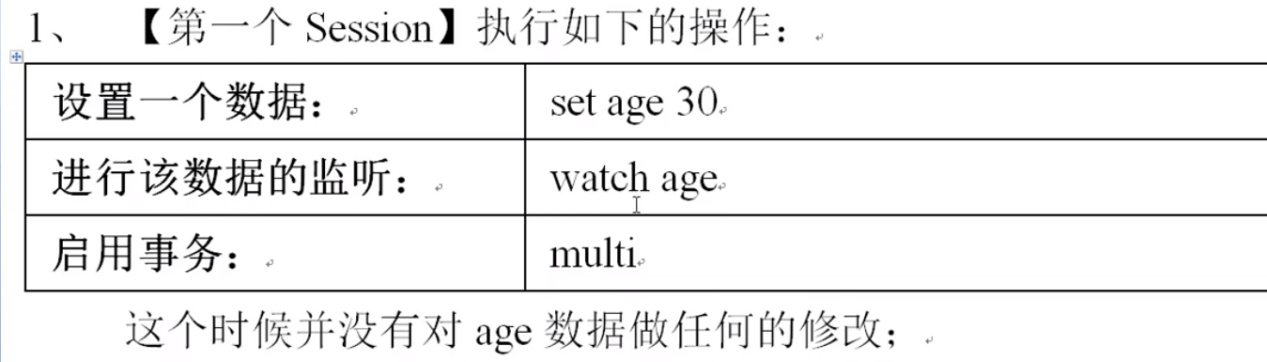 1、 【第一个 Session】执行如下的操作：
设置一个数据： set age 30
进行该数据的监听： watch age
启用事务： multi
这个时候并没有对 age 数据做任何的修改；